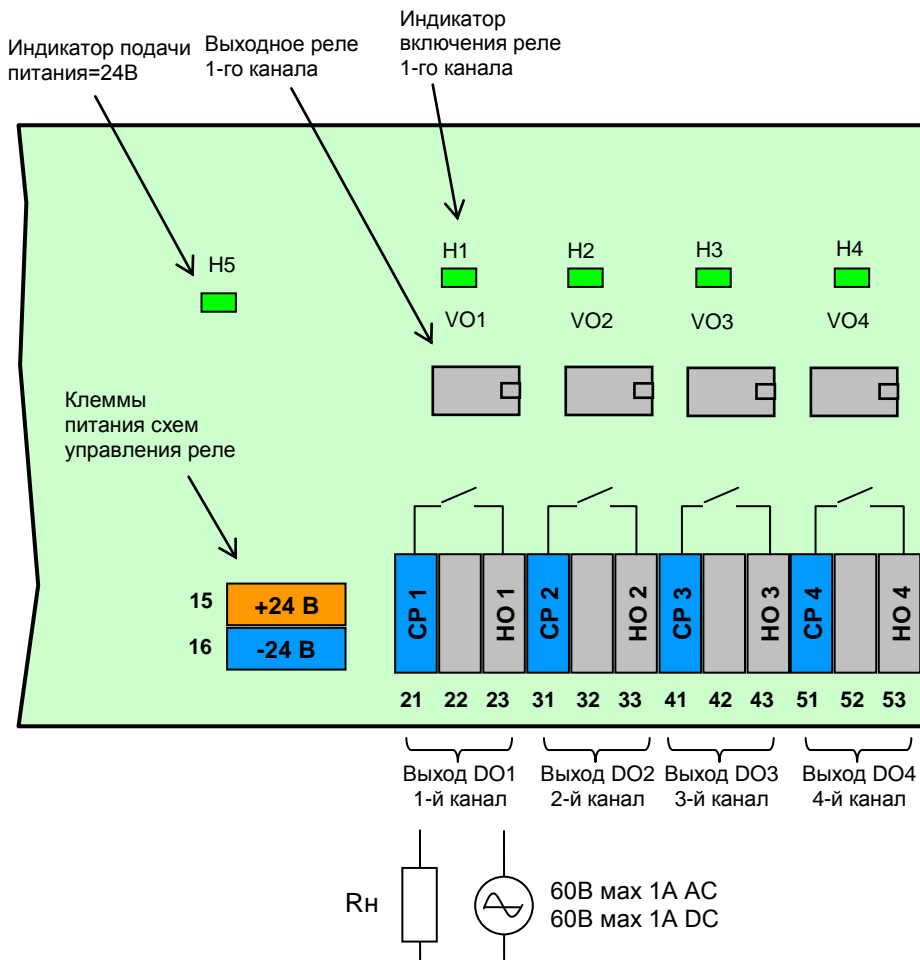 Индикатор подачи
питания=24В
Выходное реле
1-го канала
Индикатор
включения реле
1-го канала
H5
H1
H2
H3
H4
VO1
VO2
VO3
VO4
Клеммы
питания схем
управления реле
15
+24 В
16
-24 В
СР 1
НО 1
СР 2
НО 2
СР 3
НО 3
СР 4
НО 4
21 22 23 31 32 33 41 42 43 51 52 53
Выход DO1
1-й канал
Выход DO2
2-й канал
Выход DO3
3-й канал
Выход DO4
4-й канал
Rн
60В мах 1А AC
60В мах 1А DC